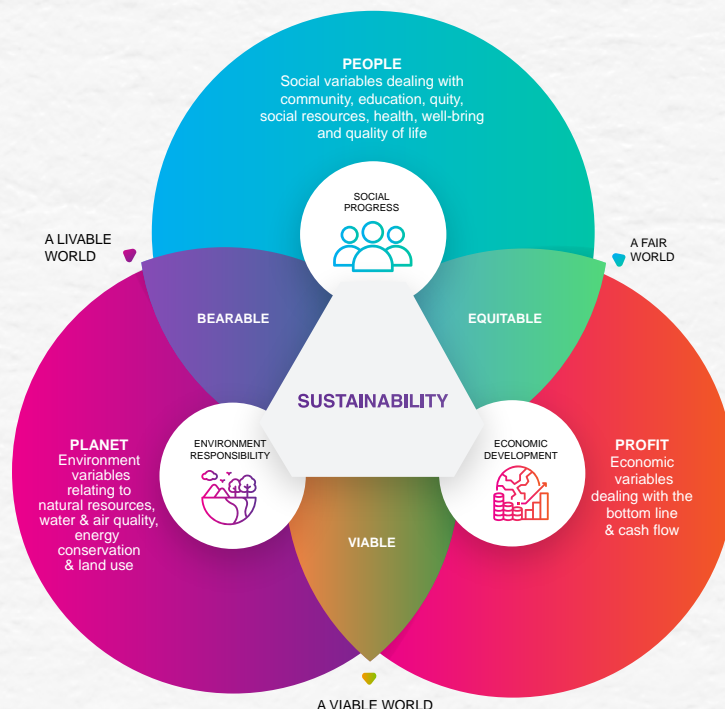 PEOPLE
Social variables dealing with
community, education, quity,
social resources, health, well-bring
and quality of life
SOCIAL
PROGRESS
A LIVABLE
WORLD
A FAIR
WORLD
BEARABLE
EQUITABLE
SUSTAINABILITY
PLANET
Environment
variables
relating to
natural resources,
water & air quality,
energy
conservation
& land use
ENVIRONMENT
RESPONSIBILITY
ECONOMIC
DEVELOPMENT
PROFIT
Economic
variables
dealing with the
bottom line
& cash flow
VIABLE
A VIABLE WORLD